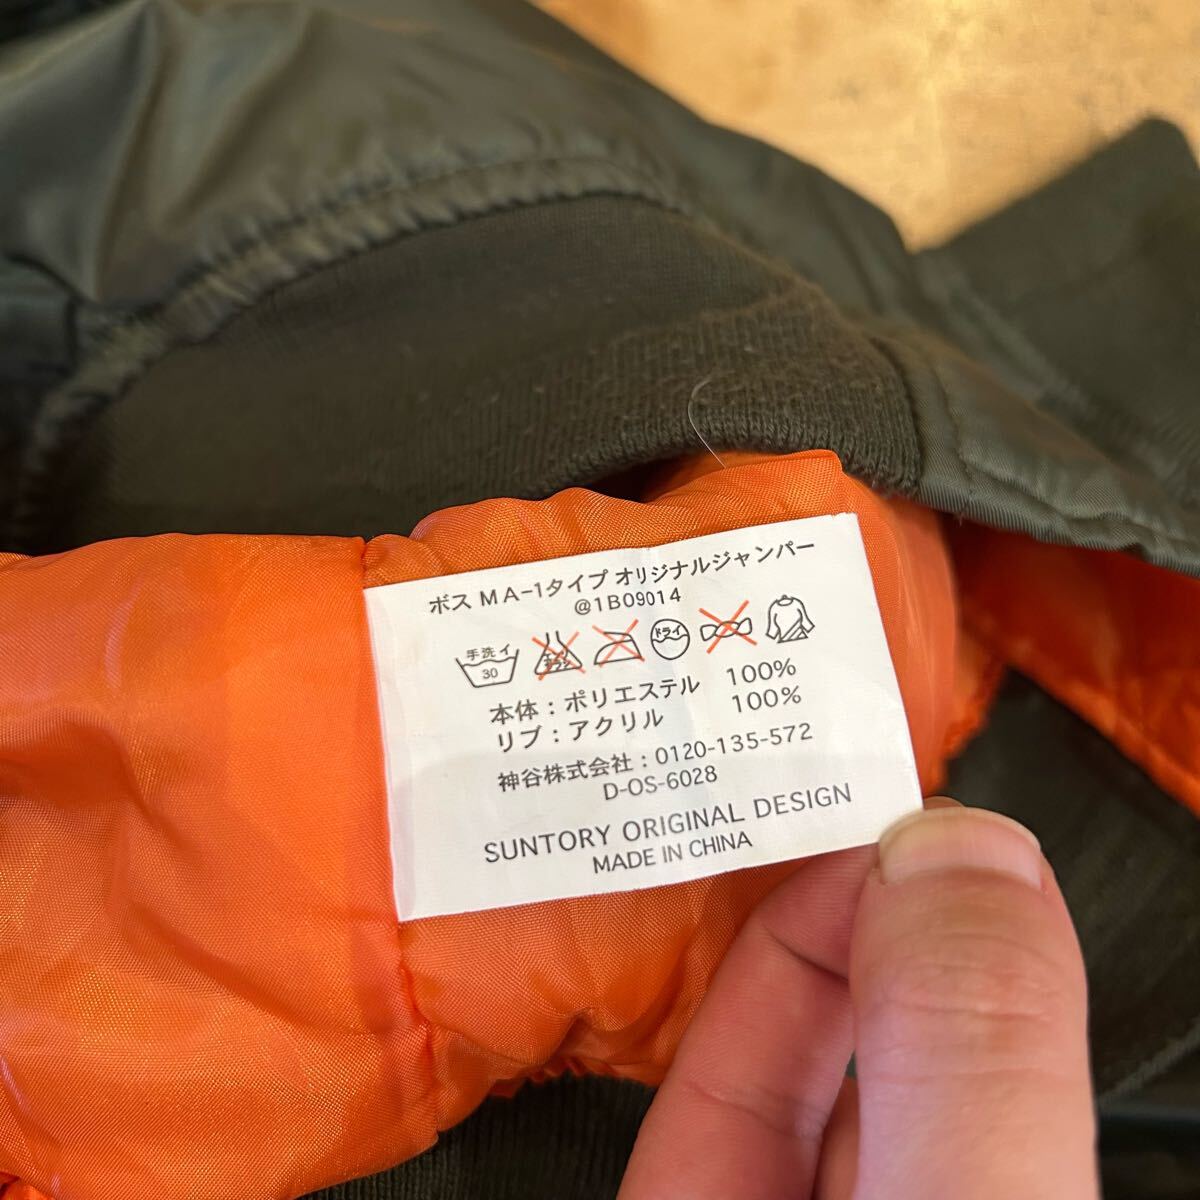 ボス MA-1タイプ オリジナルジャンパー
@1B09014
手洗イ 30 ドライ
本体：ポリエステル 100%
リブ：アクリル 100%
神谷株式会社：0120-135-572
D-OS-6028
SUNTORY ORIGINAL DESIGN
MADE IN CHINA